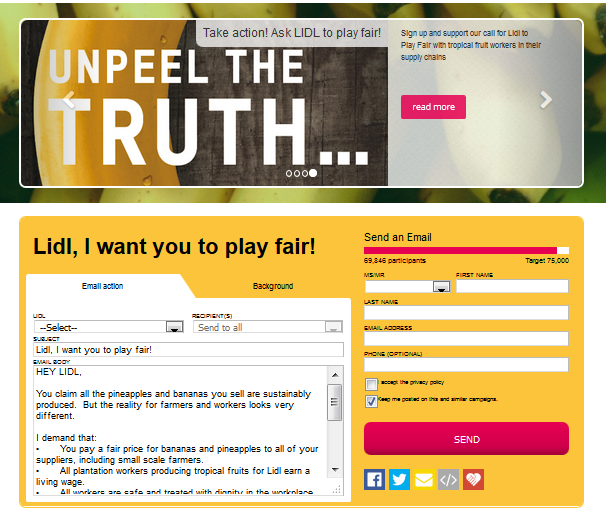 Take action! Ask LIDL to play fair!
UNPEEL THE
TRUTH...
Sign up and support our call for Lidl to
Play Fair with tropical fruit workers in their
supply chains
read more
Lidl, I want you to play fair!
Email action
Background
LIDL
RECIPIENT(S)
--Select--
Send to all
SUBJECT
Lidl, I want you to play fair!
EMAIL BODY
HEY LIDL,
You claim all the pineapples and bananas you sell are sustainably
produced. But the reality for farmers and workers looks very
different.
I demand that:
• You pay a fair price for bananas and pineapples to all of your
suppliers, including small scale farmers.
• All plantation workers producing tropical fruits for Lidl earn a
living wage.
• All workers are safe and treated with dignity in the workplace
Send an Email
69,846 participants
Target 75,000
MS/MR
FIRST NAME
LAST NAME
EMAIL ADDRESS
PHONE (OPTIONAL)
I accept the privacy policy
Keep me posted on this and similar campaigns.
SEND